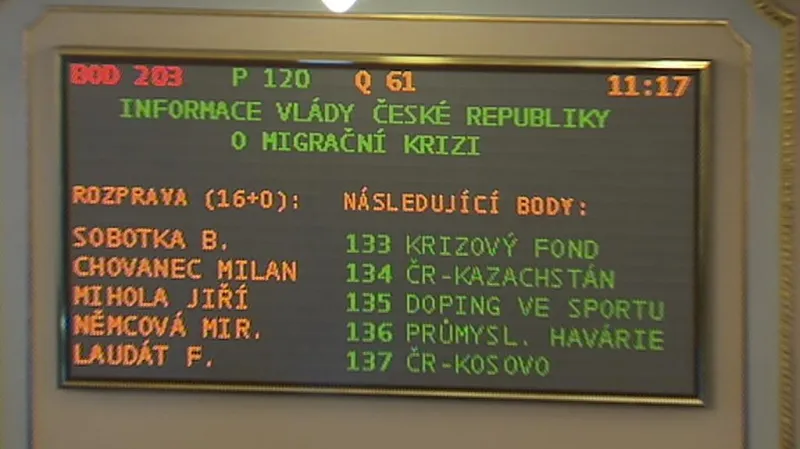 BOD 203 P 120 Q 61 11:17
INFORMACE VLÁDY ČESKÉ REPUBLIKY
O MIGRAČNÍ KRIZI
ROZPRAVA (16+0): NÁSLEDUJÍCÍ BODY:
SOBOTKA B. 133 KRIZOVÝ FOND
CHOVANEC MILAN 134 ČR-KAZACHSTÁN
MIHOLA JIŘÍ 135 DOPING VE SPORTU
NĚMCOVÁ MIR. 136 PRŮMYSL. HAVÁRIE
LAUDÁT F. 137 ČR-KOSOVO